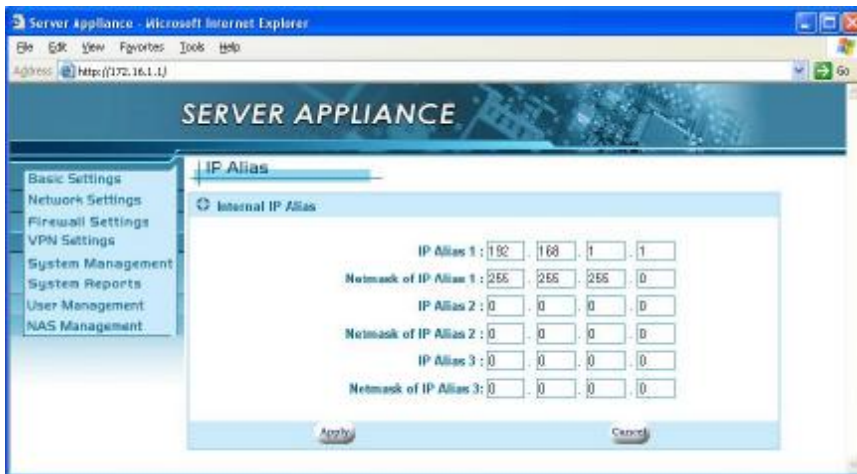 Server Appliance - Microsoft Internet Explorer
File Edit View Favorites Tools Help
Address http://172.16.1.1/ Go
SERVER APPLIANCE
Basic Settings
Network Settings
Firewall Settings
VPN Settings
System Management
System Reports
User Management
NAS Management
IP Alias
Internal IP Alias
IP Alias 1 : 192 . 168 . 1 . 1
Netmask of IP Alias 1 : 255 . 255 . 255 . 0
IP Alias 2 : 0 . 0 . 0 . 0
Netmask of IP Alias 2 : 0 . 0 . 0 . 0
IP Alias 3 : 0 . 0 . 0 . 0
Netmask of IP Alias 3: 0 . 0 . 0 . 0
Apply Cancel